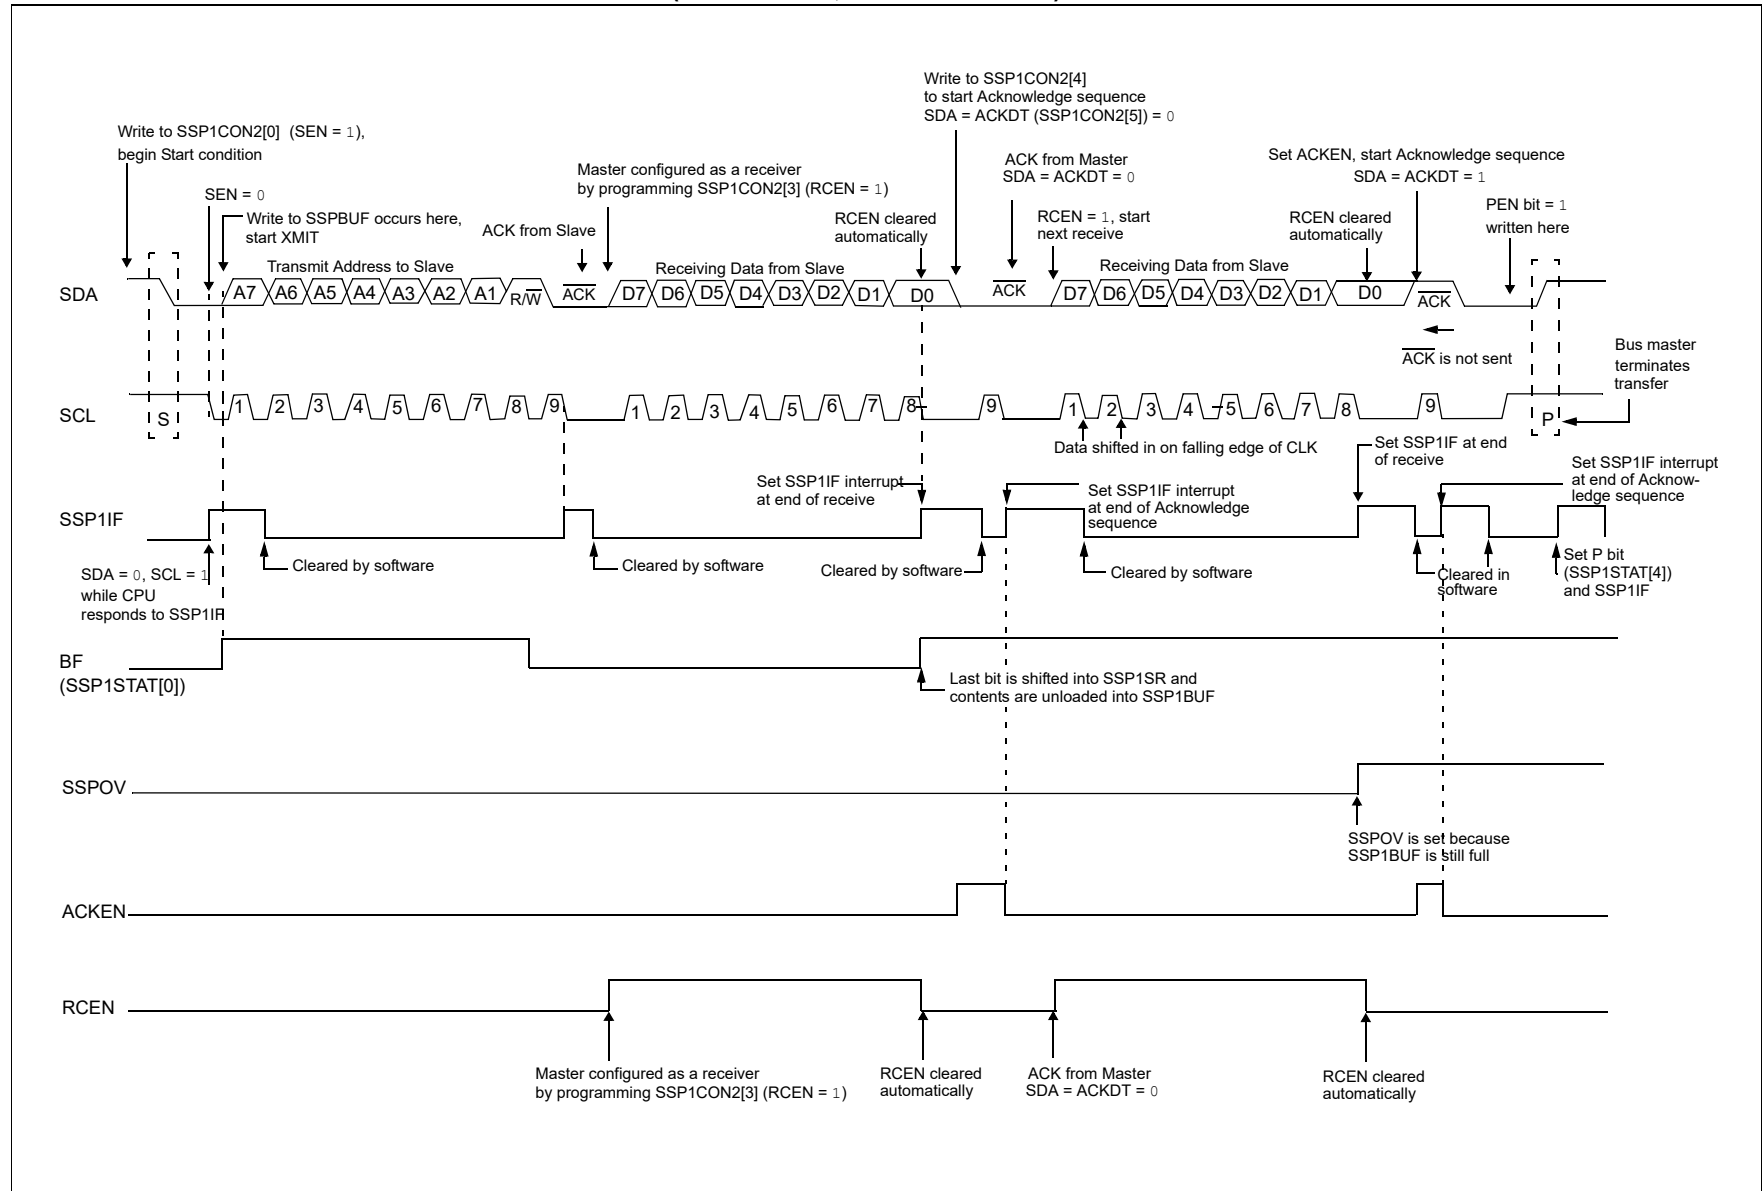 Write to SSP1CON2[4]
to start Acknowledge sequence
SDA = ACKDT (SSP1CON2[5]) = 0
Write to SSP1CON2[0] (SEN = 1),
begin Start condition
ACK from Master
SDA = ACKDT = 0
Set ACKEN, start Acknowledge sequence
SDA = ACKDT = 1
Master configured as a receiver
by programming SSP1CON2[3] (RCEN = 1)
SEN = 0
PEN bit = 1
written here
Write to SSPBUF occurs here,
start XMIT
ACK from Slave
RCEN cleared
automatically
RCEN = 1, start
next receive
RCEN cleared
automatically
Transmit Address to Slave
Receiving Data from Slave
Receiving Data from Slave
SDA
A7 A6 A5 A4 A3 A2 A1 R/W ACK D7 D6 D5 D4 D3 D2 D1 D0 ACK D7 D6 D5 D4 D3 D2 D1 D0 ACK
ACK is not sent
Bus master
terminates
transfer
SCL
S 1 2 3 4 5 6 7 8 9 1 2 3 4 5 6 7 8 9 1 2 3 4 5 6 7 8 9 P
Data shifted in on falling edge of CLK
Set SSP1IF at end
of receive
Set SSP1IF interrupt
at end of receive
Set SSP1IF interrupt
at end of Acknowledge
sequence
Set SSP1IF interrupt
at end of Acknow-
ledge sequence
SSP1IF
Cleared by software
Cleared by software
Cleared by software
Cleared by software
Cleared in
software
Set P bit
(SSP1STAT[4])
and SSP1IF
SDA = 0, SCL = 1
while CPU
responds to SSP1IF
BF
(SSP1STAT[0])
Last bit is shifted into SSP1SR and
contents are unloaded into SSP1BUF
SSPOV
SSPOV is set because
SSP1BUF is still full
ACKEN
RCEN
Master configured as a receiver
by programming SSP1CON2[3] (RCEN = 1)
RCEN cleared
automatically
ACK from Master
SDA = ACKDT = 0
RCEN cleared
automatically